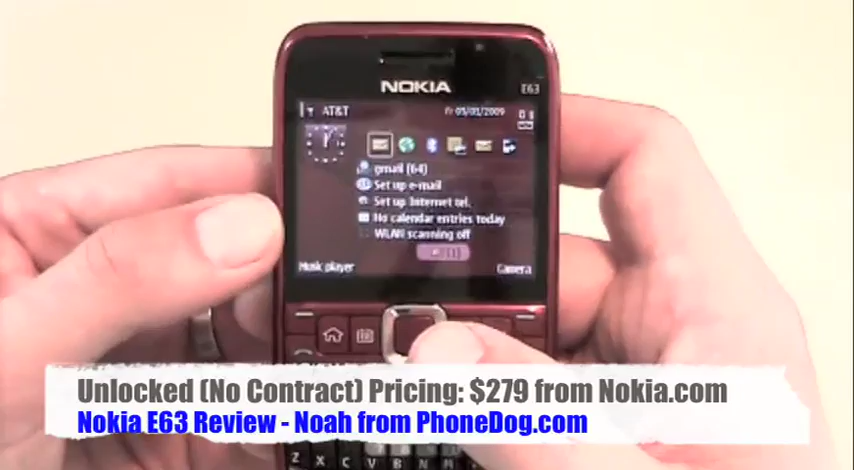 NOKIA
E63
AT&T
Fr 05/01/2009
gmail (64)
Set up e-mail
Set up Internet tel.
No calendar entries today
WLAN scanning off
(1)
Music player
Camera
Unlocked (No Contract) Pricing: $279 from Nokia.com
Nokia E63 Review - Noah from PhoneDog.com
Z X C V B N M